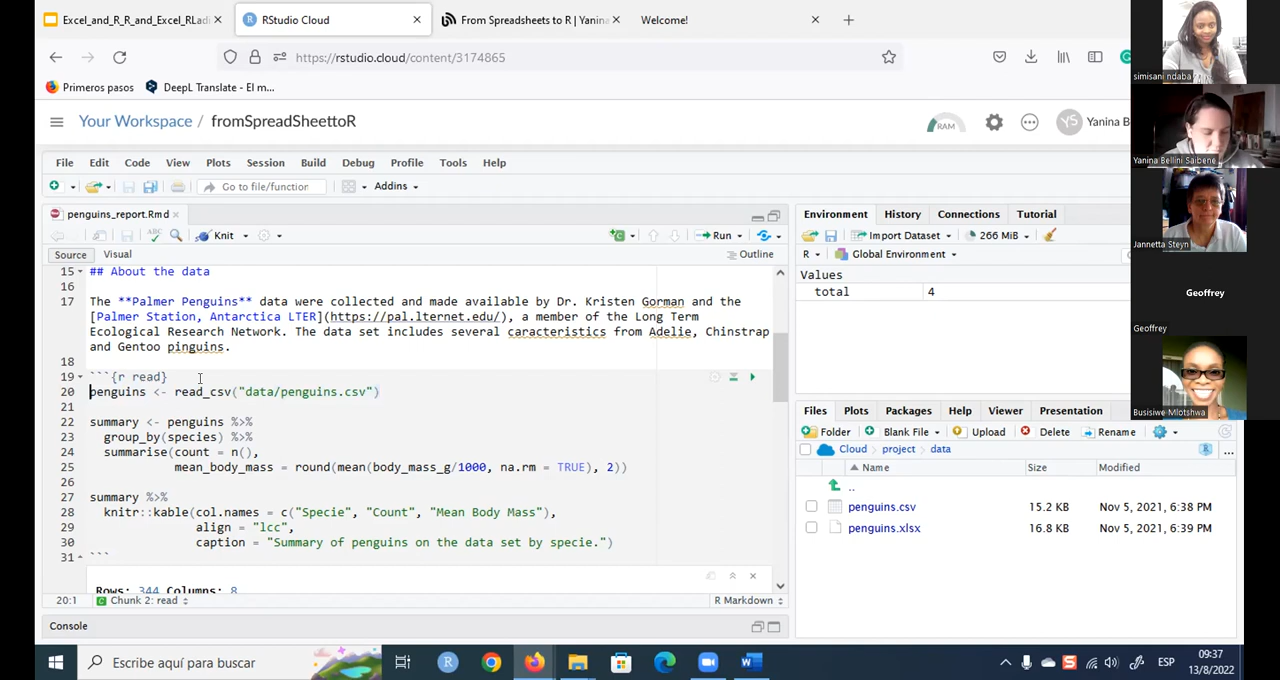 Excel_and_R_R_and_Excel_RLadi
RStudio Cloud
From Spreadsheets to R | Yanina
Welcome!
https://rstudio.cloud/content/3174865
Primeros pasos
DeepL Translate - El m...
Your Workspace / fromSpreadSheettoR
RAM
YS
Yanina B
File Edit Code View Plots Session Build Debug Profile Tools Help
Go to file/function
Addins
penguins_report.Rmd
ABC
Knit
Run
Source
Visual
Outline
15 ## About the data
16
17 The **Palmer Penguins** data were collected and made available by Dr. Kristen Gorman and the
[Palmer Station, Antarctica LTER](https://pal.lternet.edu/), a member of the Long Term
Ecological Research Network. The data set includes several caracteristics from Adelie, Chinstrap
and Gentoo pinguins.
18
19 ```{r read}
20 penguins <- read_csv("data/penguins.csv")
21
22 summary <- penguins %>%
23 group_by(species) %>%
24 summarise(count = n(),
25 mean_body_mass = round(mean(body_mass_g/1000, na.rm = TRUE), 2))
26
27 summary %>%
28 knitr::kable(col.names = c("Specie", "Count", "Mean Body Mass"),
29 align = "lcc",
30 caption = "Summary of penguins on the data set by specie.")
31 ```
Rows: 344 Columns: 8
20:1
Chunk 2: read
R Markdown
Console
Environment History Connections Tutorial
Import Dataset
266 MiB
R
Global Environment
Values
total 4
Files Plots Packages Help Viewer Presentation
Folder
Blank File
Upload
Delete
Rename
Cloud
project
data
...
Name Size Modified
..
penguins.csv 15.2 KB Nov 5, 2021, 6:38 PM
penguins.xlsx 16.8 KB Nov 5, 2021, 6:39 PM
simisani ndaba
Yanina Bellini Saibene
Jannetta Steyn
Geoffrey
Geoffrey
Busisiwe Mlotshwa
Escribe aquí para buscar
ESP
09:37
13/8/2022